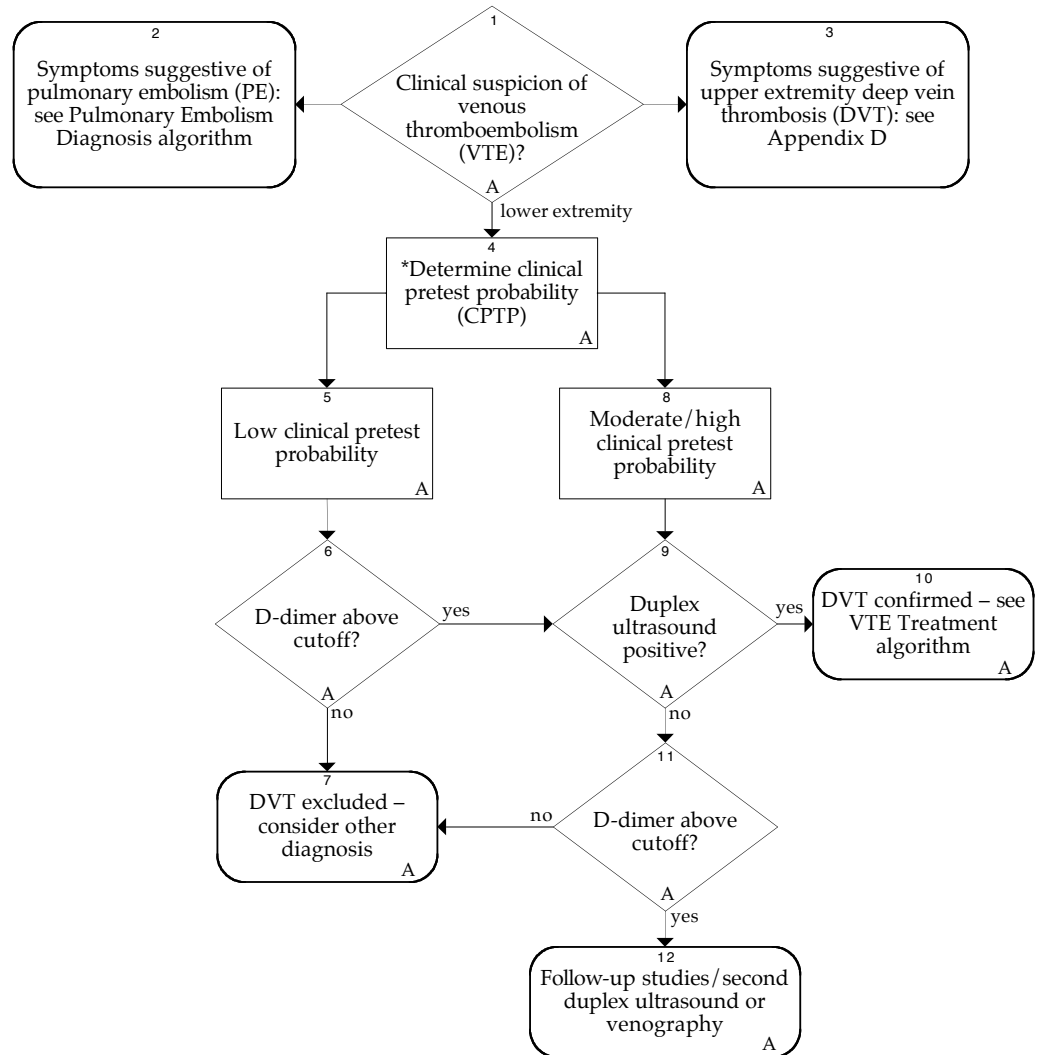 2
Symptoms suggestive of
pulmonary embolism (PE):
see Pulmonary Embolism
Diagnosis algorithm
1
Clinical suspicion of
venous
thromboembolism
(VTE)?
A
3
Symptoms suggestive of
upper extremity deep vein
thrombosis (DVT): see
Appendix D
lower extremity
4
*Determine clinical
pretest probability
(CPTP)
A
5
Low clinical pretest
probability
A
8
Moderate/high
clinical pretest
probability
A
6
D-dimer above
cutoff?
A
yes
no
9
Duplex
ultrasound
positive?
A
yes
no
10
DVT confirmed – see
VTE Treatment
algorithm
A
7
DVT excluded –
consider other
diagnosis
A
11
D-dimer above
cutoff?
A
no
yes
12
Follow-up studies/second
duplex ultrasound or
venography
A